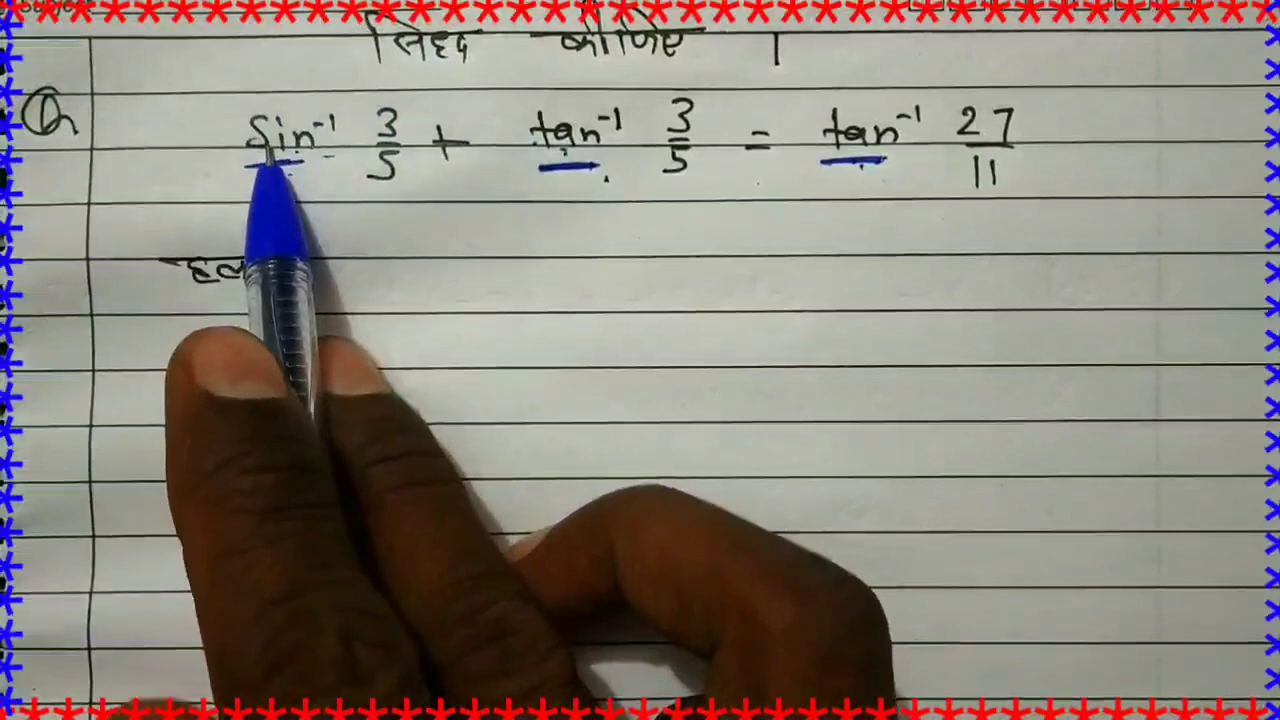 सिद्ध कीजिए ।
Q sin⁻¹ 3/5 + tan⁻¹ 3/5 = tan⁻¹ 27/11